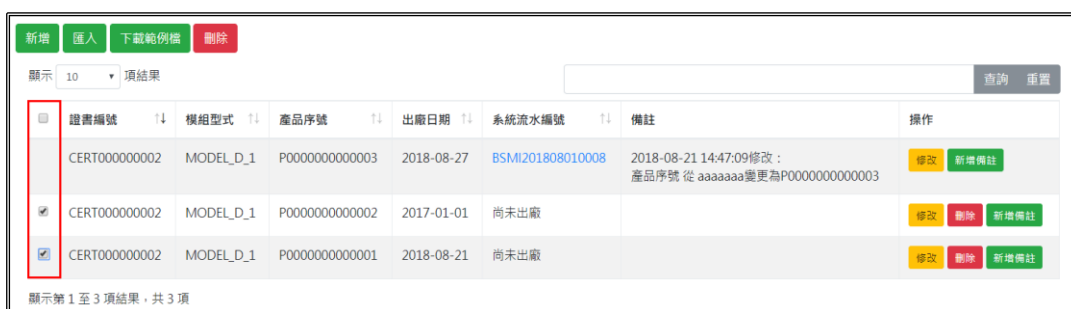 新增 匯入 下載範例檔 刪除
顯示 10 項結果 查詢 重置
證書編號 模組型式 產品序號 出廠日期 系統流水編號 備註 操作
CERT000000002 MODEL_D_1 P0000000000003 2018-08-27 BSMI201808010008 2018-08-21 14:47:09修改：
產品序號 從 aaaaaaa變更為P0000000000003 修改 新增備註
CERT000000002 MODEL_D_1 P0000000000002 2017-01-01 尚未出廠 修改 刪除 新增備註
CERT000000002 MODEL_D_1 P0000000000001 2018-08-21 尚未出廠 修改 刪除 新增備註
顯示第 1 至 3 項結果，共 3 項